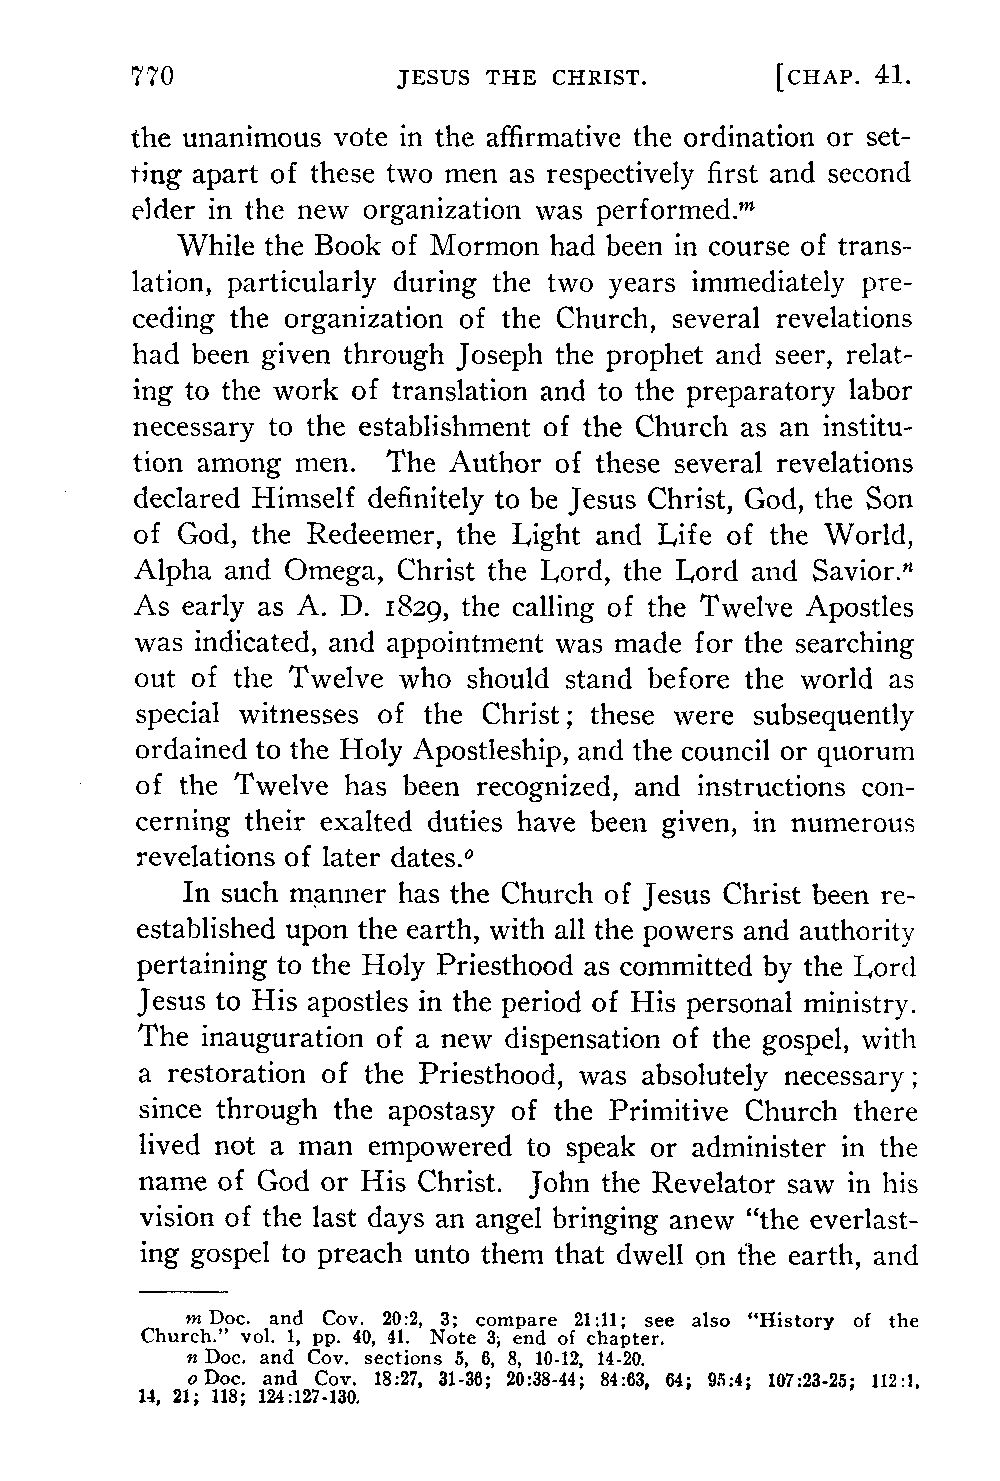 770 JESUS THE CHRIST. [CHAP. 41.
the unanimous vote in the affirmative the ordination or set-
ting apart of these two men as respectively first and second
elder in the new organization was performed.m
While the Book of Mormon had been in course of trans-
lation, particularly during the two years immediately pre-
ceding the organization of the Church, several revelations
had been given through Joseph the prophet and seer, relat-
ing to the work of translation and to the preparatory labor
necessary to the establishment of the Church as an institu-
tion among men. The Author of these several revelations
declared Himself definitely to be Jesus Christ, God, the Son
of God, the Redeemer, the Light and Life of the World,
Alpha and Omega, Christ the Lord, the Lord and Savior.n
As early as A. D. 1829, the calling of the Twelve Apostles
was indicated, and appointment was made for the searching
out of the Twelve who should stand before the world as
special witnesses of the Christ; these were subsequently
ordained to the Holy Apostleship, and the council or quorum
of the Twelve has been recognized, and instructions con-
cerning their exalted duties have been given, in numerous
revelations of later dates.o
In such manner has the Church of Jesus Christ been re-
established upon the earth, with all the powers and authority
pertaining to the Holy Priesthood as committed by the Lord
Jesus to His apostles in the period of His personal ministry.
The inauguration of a new dispensation of the gospel, with
a restoration of the Priesthood, was absolutely necessary;
since through the apostasy of the Primitive Church there
lived not a man empowered to speak or administer in the
name of God or His Christ. John the Revelator saw in his
vision of the last days an angel bringing anew “the everlast-
ing gospel to preach unto them that dwell on the earth, and
m Doc. and Cov. 20:2, 3; compare 21:11; see also “History of the
Church.” vol. 1, pp. 40, 41. Note 3, end of chapter.
n Doc. and Cov. sections 5, 6, 8, 10-12, 14-20.
o Doc. and Cov. 18:27, 31-36; 20:38-44; 84:63, 64; 95:4; 107:23-25; 112:1,
14, 21; 118; 124:127-130.